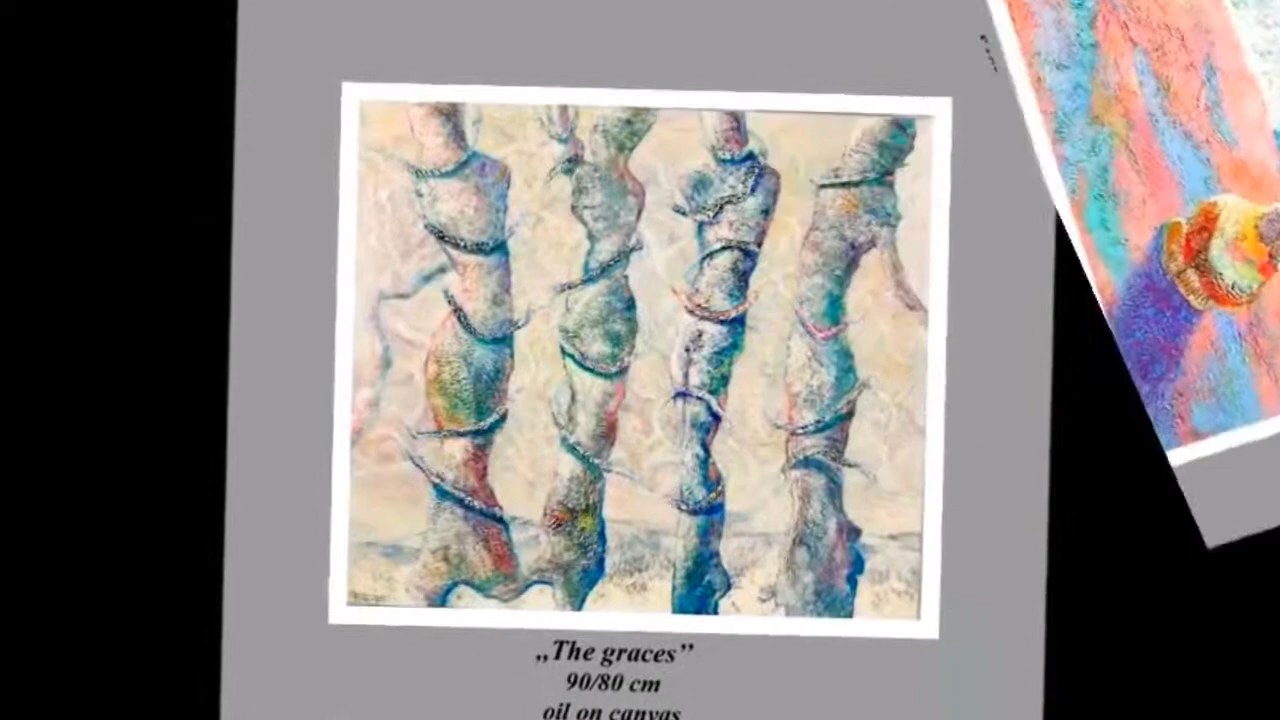 „The graces”
90/80 cm
oil on canvas